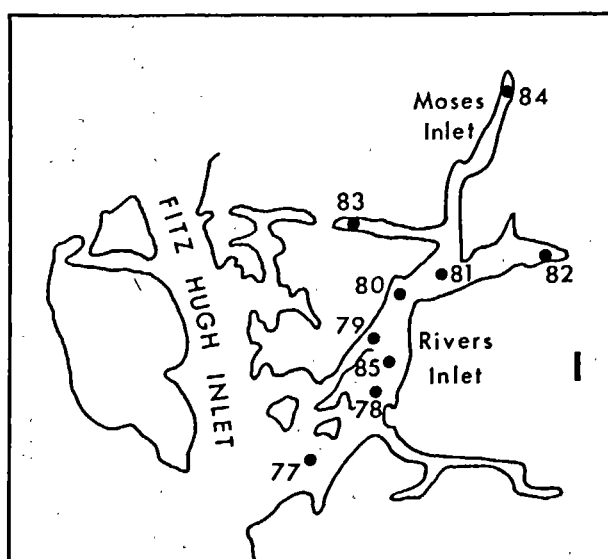 84
Moses
Inlet
83
FITZ HUGH INLET
81
82
80
79
Rivers
Inlet
85
78
77